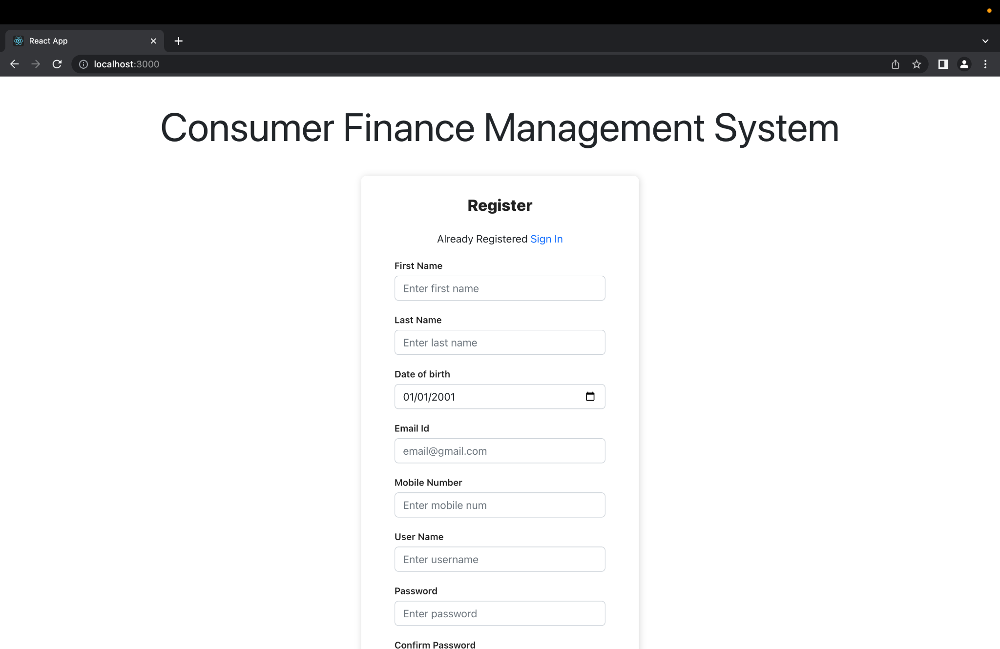 React App
localhost:3000
Consumer Finance Management System
Register
Already Registered Sign In
First Name
Enter first name
Last Name
Enter last name
Date of birth
01/01/2001
Email Id
email@gmail.com
Mobile Number
Enter mobile num
User Name
Enter username
Password
Enter password
Confirm Password